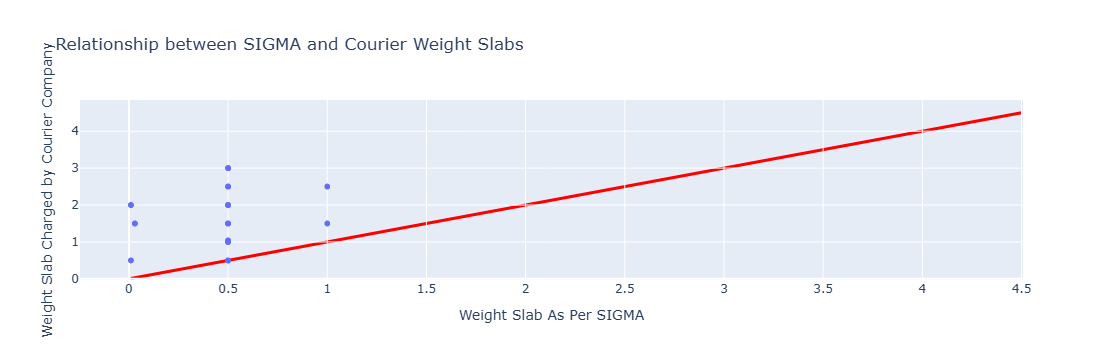 Relationship between SIGMA and Courier Weight Slabs
Weight Slab Charged by Courier Company
4
3
2
1
0
0 0.5 1 1.5 2 2.5 3 3.5 4 4.5
Weight Slab As Per SIGMA